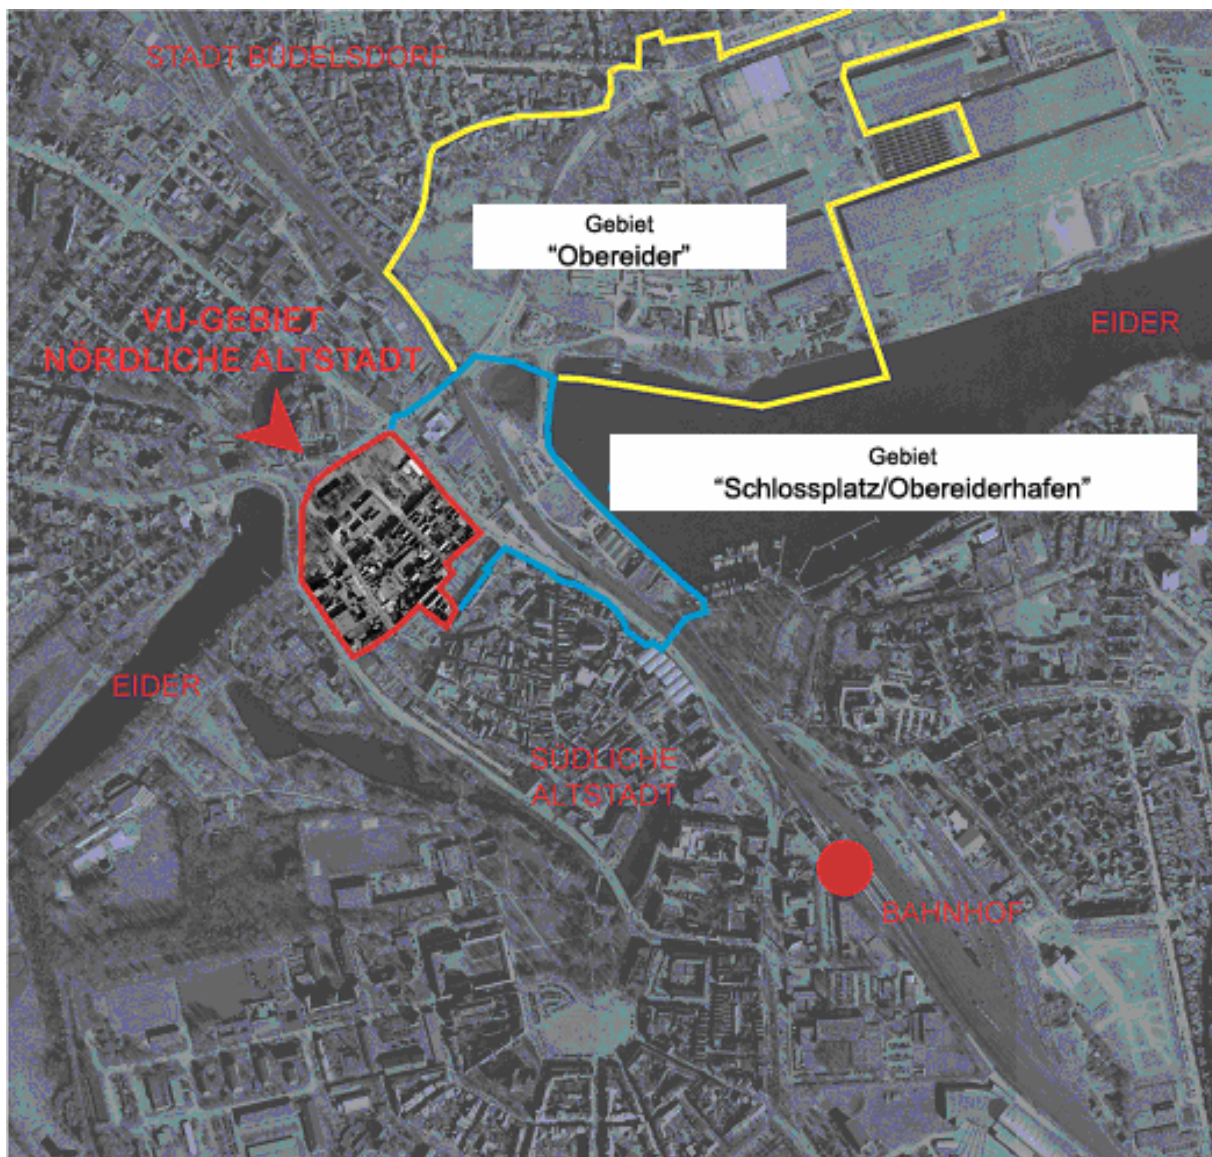 STADT BÜDELSDORF
Gebiet
“Obereider”
VU-GEBIET
NÖRDLICHE ALTSTADT
EIDER
Gebiet
“Schlossplatz/Obereiderhafen”
EIDER
SÜDLICHE
ALTSTADT
BAHNHOF